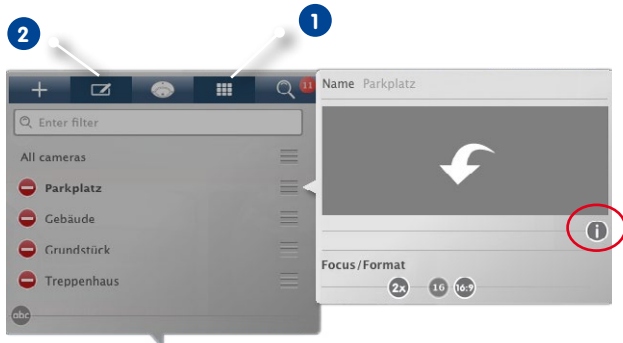 2
1
11
Enter filter
All cameras
Parkplatz
Gebäude
Grundstück
Treppenhaus
abc
Name Parkplatz
i
Focus/Format
2x 16 16:9